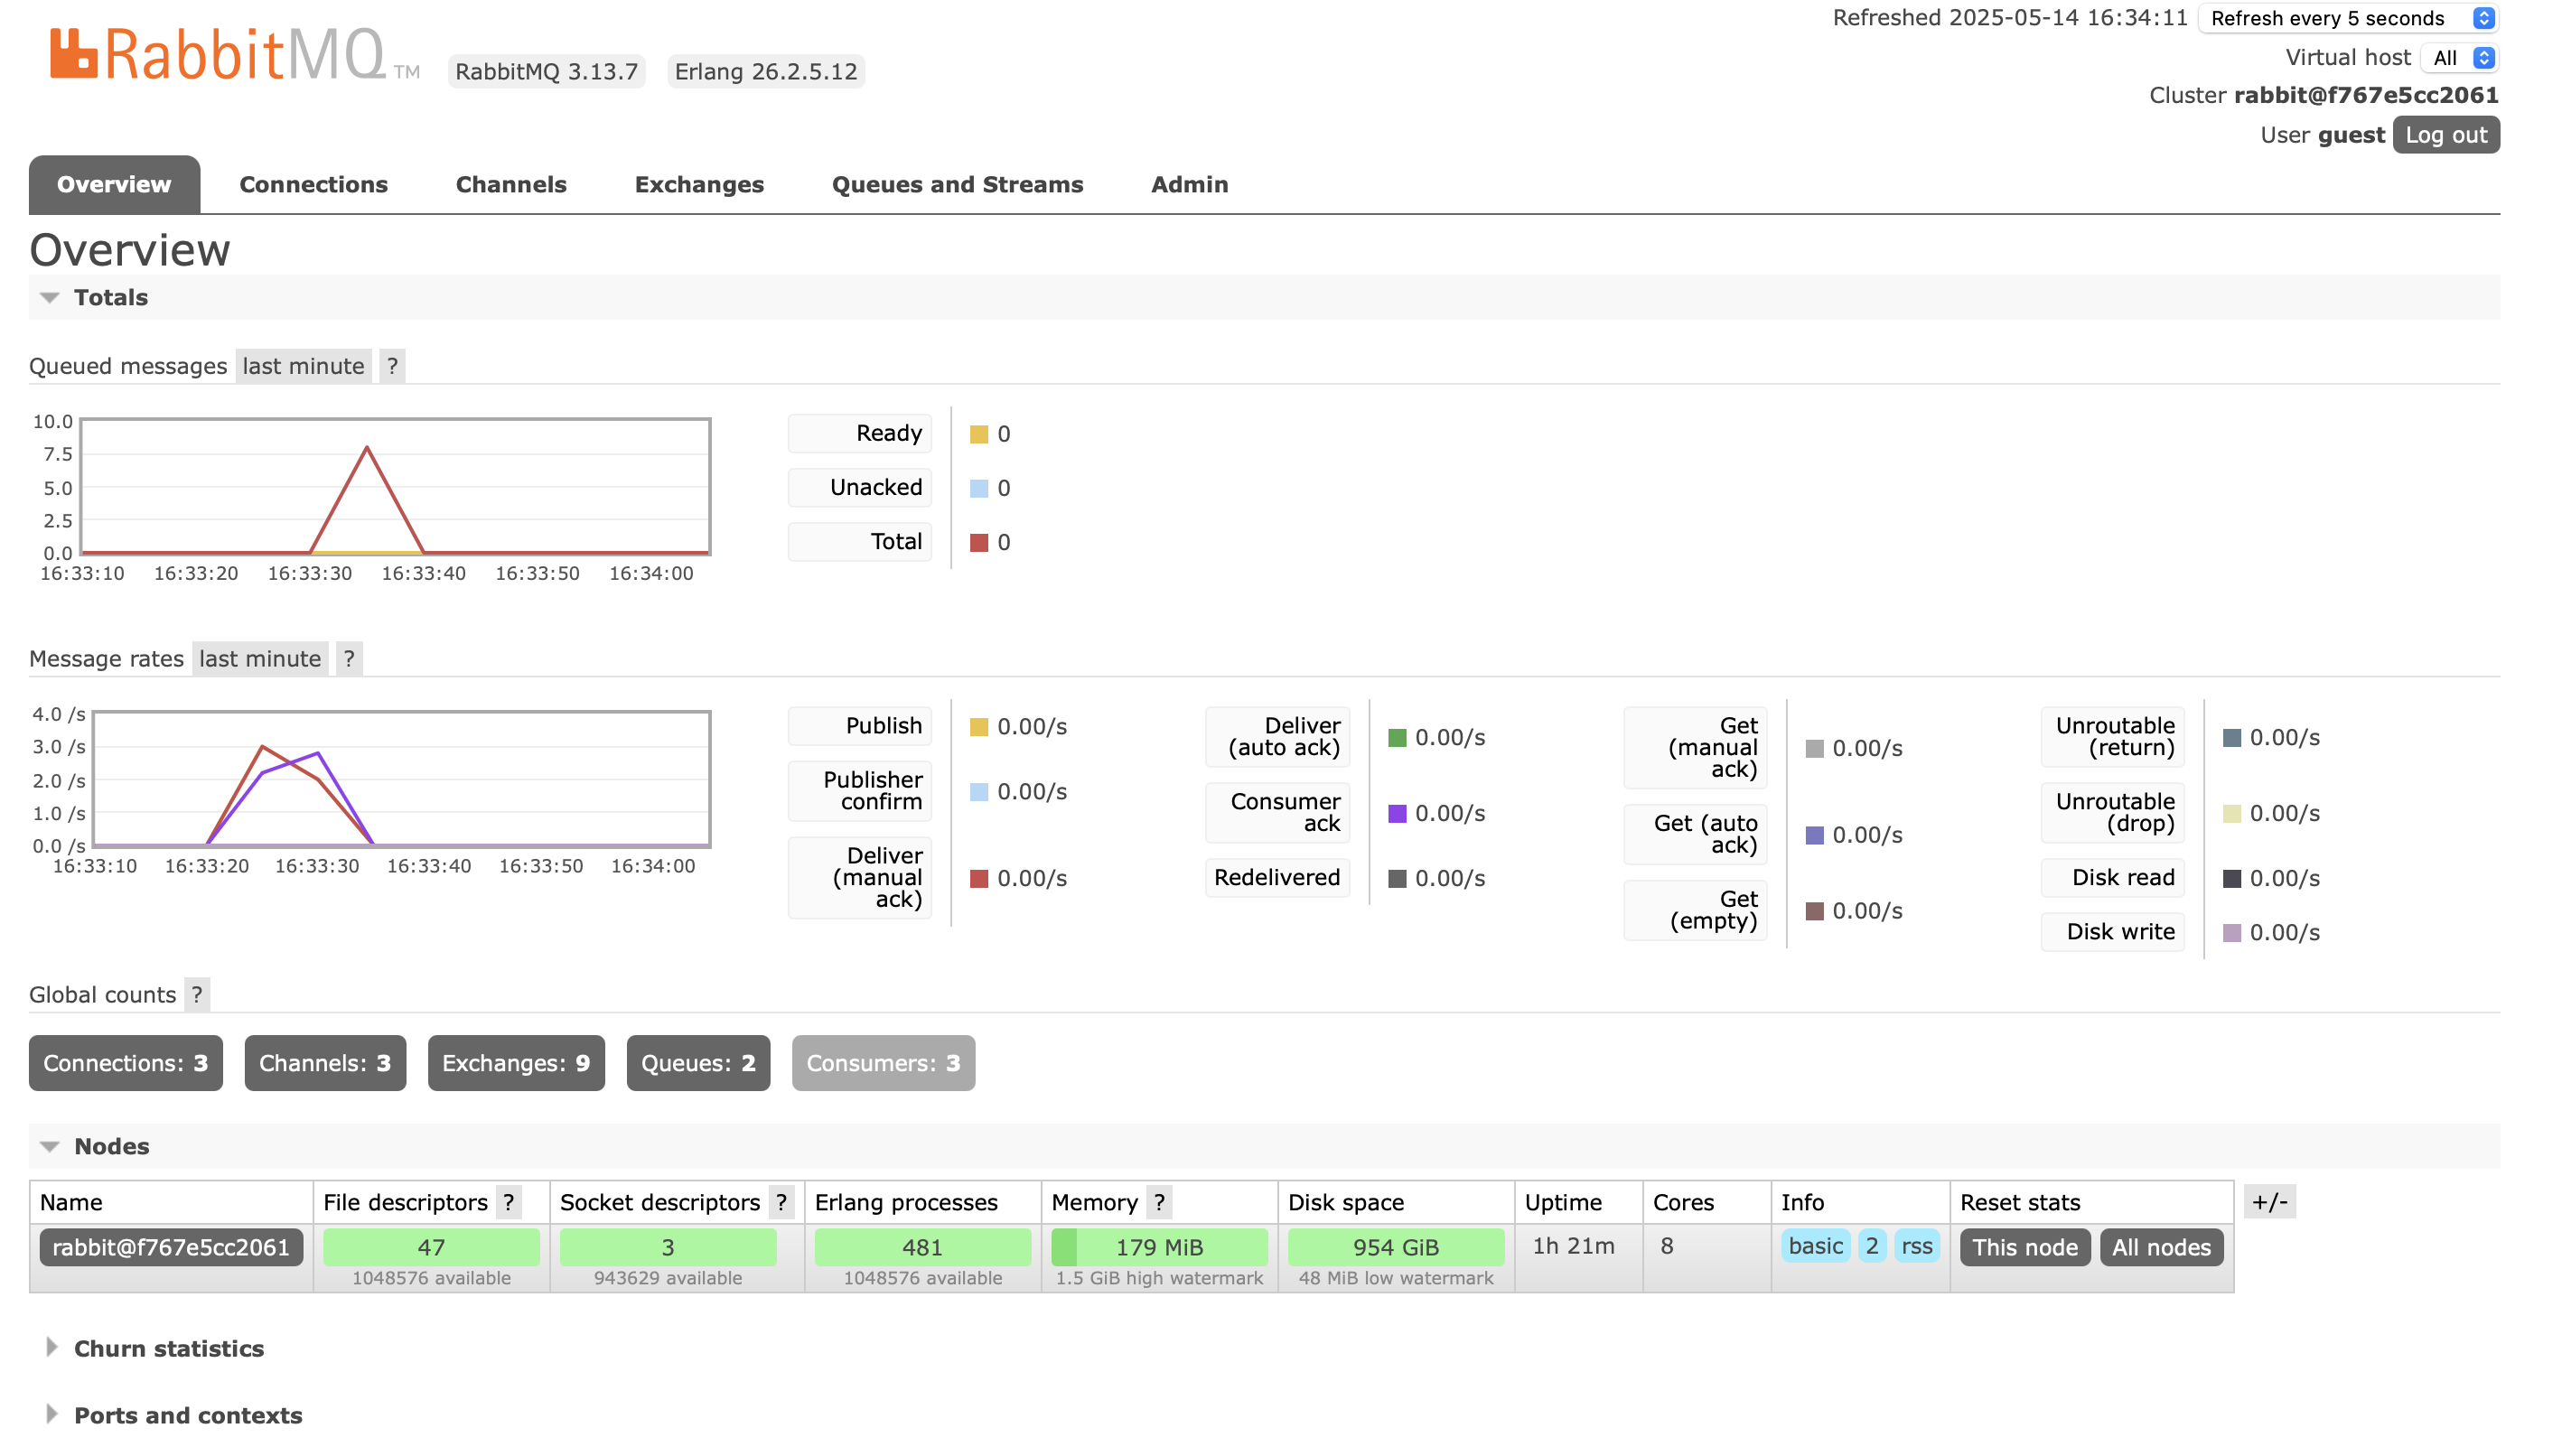 RabbitMQ TM RabbitMQ 3.13.7 Erlang 26.2.5.12
Refreshed 2025-05-14 16:34:11 Refresh every 5 seconds
Virtual host All
Cluster rabbit@f767e5cc2061
User guest Log out
Overview Connections Channels Exchanges Queues and Streams Admin
Overview
Totals
Queued messages last minute ?
10.0
7.5
5.0
2.5
0.0
16:33:10 16:33:20 16:33:30 16:33:40 16:33:50 16:34:00
Ready 0
Unacked 0
Total 0
Message rates last minute ?
4.0 /s
3.0 /s
2.0 /s
1.0 /s
0.0 /s
16:33:10 16:33:20 16:33:30 16:33:40 16:33:50 16:34:00
Publish 0.00/s
Publisher
confirm 0.00/s
Deliver
(manual 0.00/s
ack)
Deliver
(auto ack) 0.00/s
Consumer
ack 0.00/s
Redelivered 0.00/s
Get
(manual 0.00/s
ack)
Get (auto
ack) 0.00/s
Get
(empty) 0.00/s
Unroutable
(return) 0.00/s
Unroutable
(drop) 0.00/s
Disk read 0.00/s
Disk write 0.00/s
Global counts ?
Connections: 3 Channels: 3 Exchanges: 9 Queues: 2 Consumers: 3
Nodes
Name File descriptors ? Socket descriptors ? Erlang processes Memory ? Disk space Uptime Cores Info Reset stats +/-
rabbit@f767e5cc2061 47 3 481 179 MiB 954 GiB 1h 21m 8 basic 2 rss This node All nodes
1048576 available 943629 available 1048576 available 1.5 GiB high watermark 48 MiB low watermark
Churn statistics
Ports and contexts